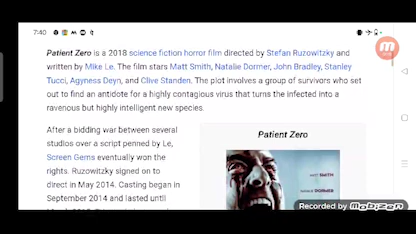 7:40
Patient Zero is a 2018 science fiction horror film directed by Stefan Ruzowitzky and
written by Mike Le. The film stars Matt Smith, Natalie Dormer, John Bradley, Stanley
Tucci, Agyness Deyn, and Clive Standen. The plot involves a group of survivors who set
out to find an antidote for a highly contagious virus that turns the infected into a
ravenous but highly intelligent new species.
After a bidding war between several
studios over a script penned by Le,
Screen Gems eventually won the
rights. Ruzowitzky signed on to
direct in May 2014. Casting began in
September 2014 and lasted until
Patient Zero
MATT SMITH
NATALIE DORMER
Recorded by MOBIZEN